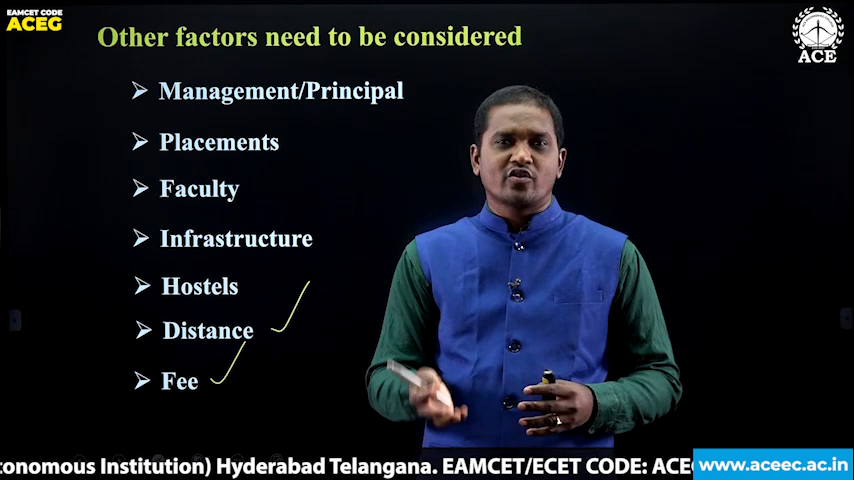 EAMCET CODE
ACEG
Other factors need to be considered
ACE
➢ Management/Principal
➢ Placements
➢ Faculty
➢ Infrastructure
➢ Hostels
➢ Distance
➢ Fee
tonomous Institution) Hyderabad Telangana. EAMCET/ECET CODE: ACEG
www.aceec.ac.in